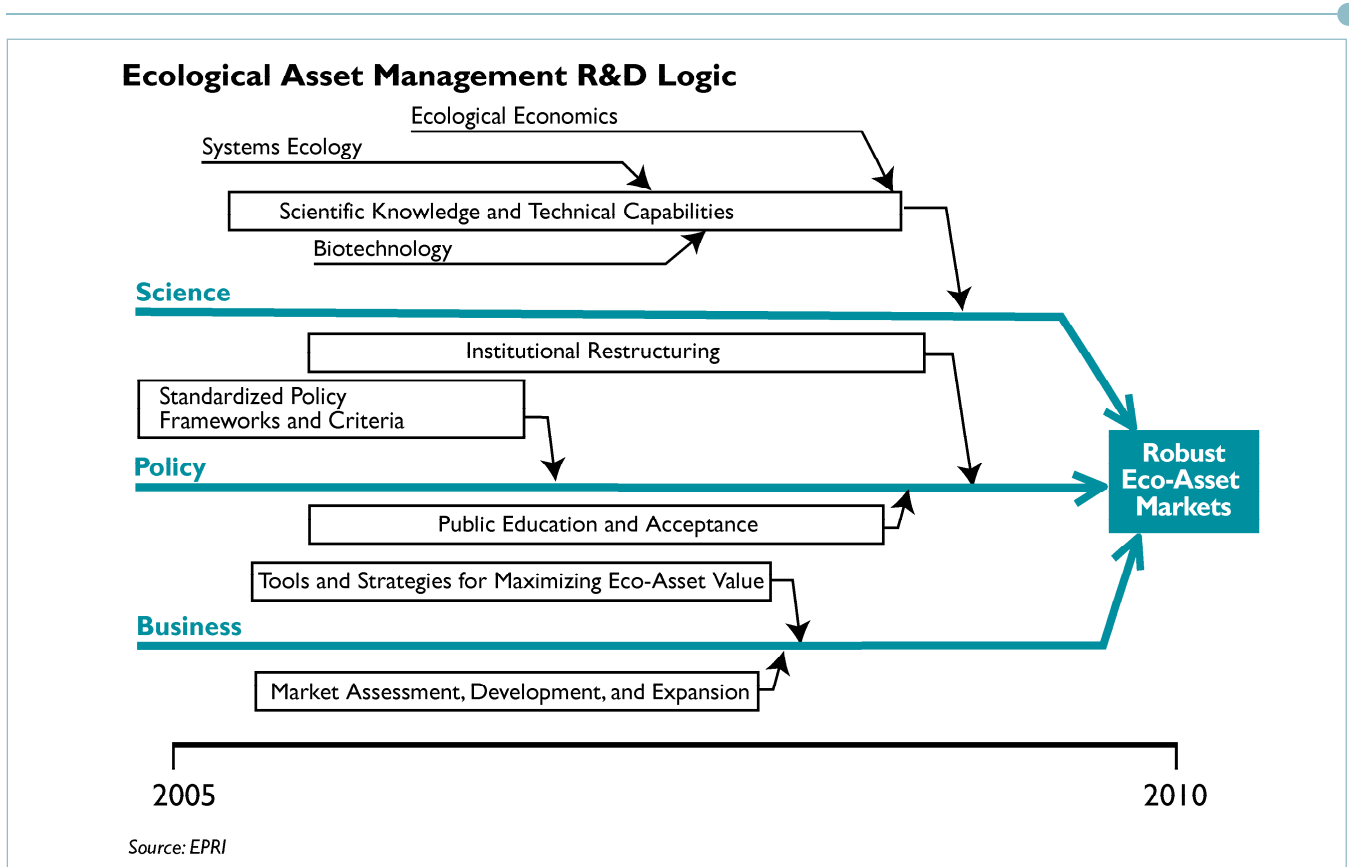 Ecological Asset Management R&D Logic
Ecological Economics
Systems Ecology
Scientific Knowledge and Technical Capabilities
Biotechnology
Science
Institutional Restructuring
Standardized Policy
Frameworks and Criteria
Policy
Robust
Eco-Asset
Markets
Public Education and Acceptance
Tools and Strategies for Maximizing Eco-Asset Value
Business
Market Assessment, Development, and Expansion
2005
2010
Source: EPRI